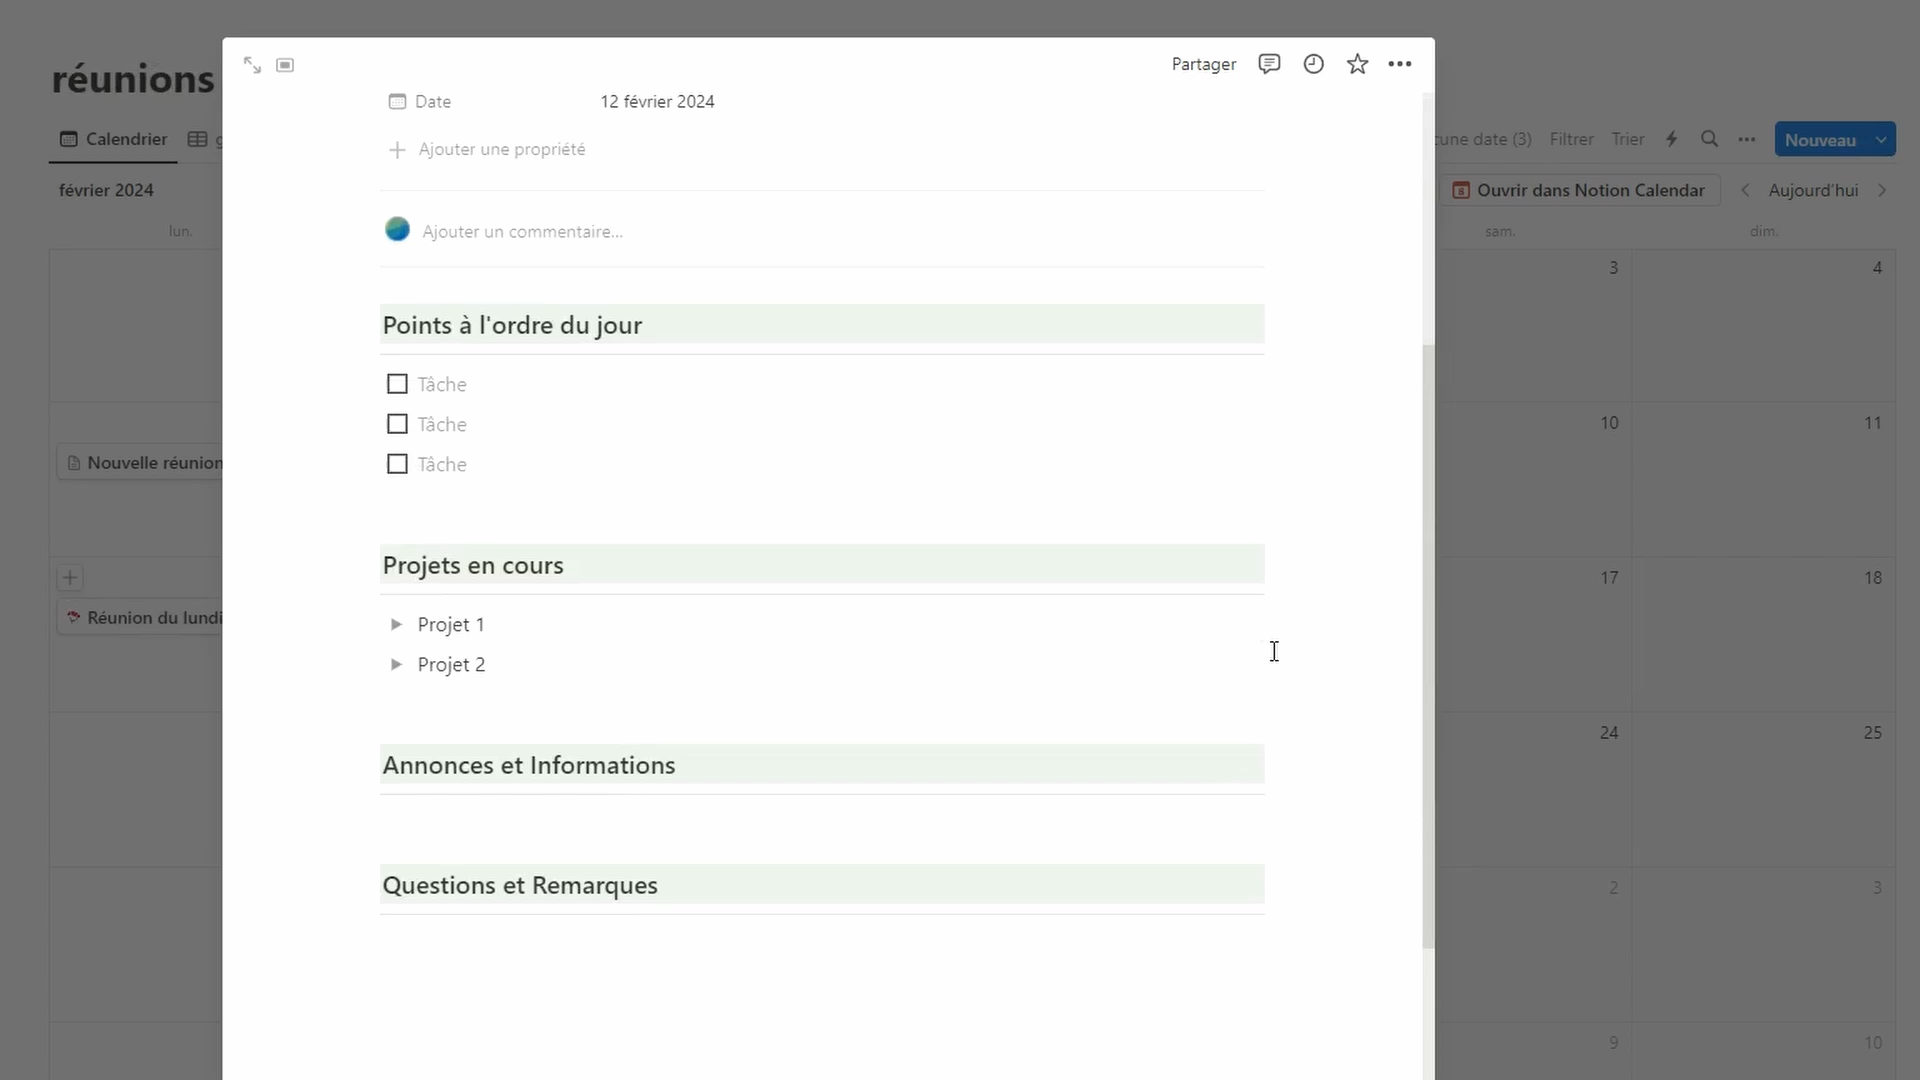 réunions
Calendrier
g
cune date (3)
Filtrer
Trier
Nouveau
février 2024
8
Ouvrir dans Notion Calendar
Aujourd'hui
lun.
sam.
dim.
3
4
10
11
Nouvelle réunion
17
18
Réunion du lundi
24
25
2
3
9
10
Partager
Date
12 février 2024
Ajouter une propriété
Ajouter un commentaire...
Points à l'ordre du jour
Tâche
Tâche
Tâche
Projets en cours
Projet 1
Projet 2
Annonces et Informations
Questions et Remarques